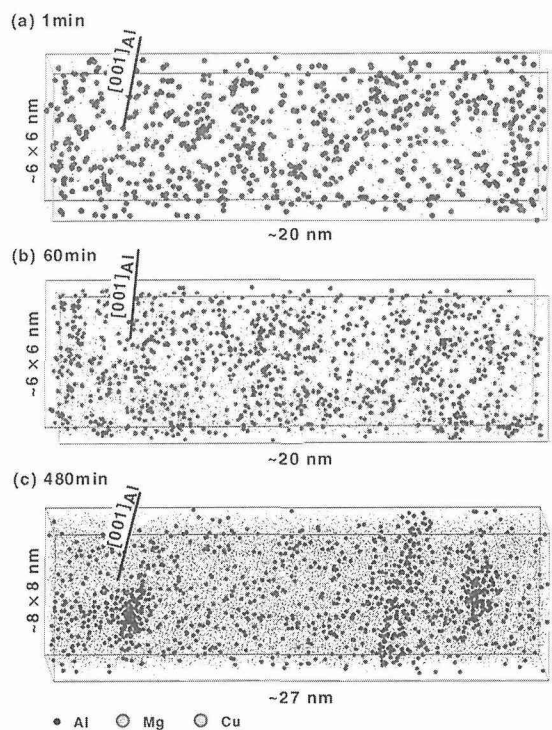 (a) 1min
[001]Al
~6 × 6 nm
~20 nm
(b) 60min
[001]Al
~6 × 6 nm
~20 nm
(c) 480min
[001]Al
~8 × 8 nm
~27 nm
Al Mg Cu